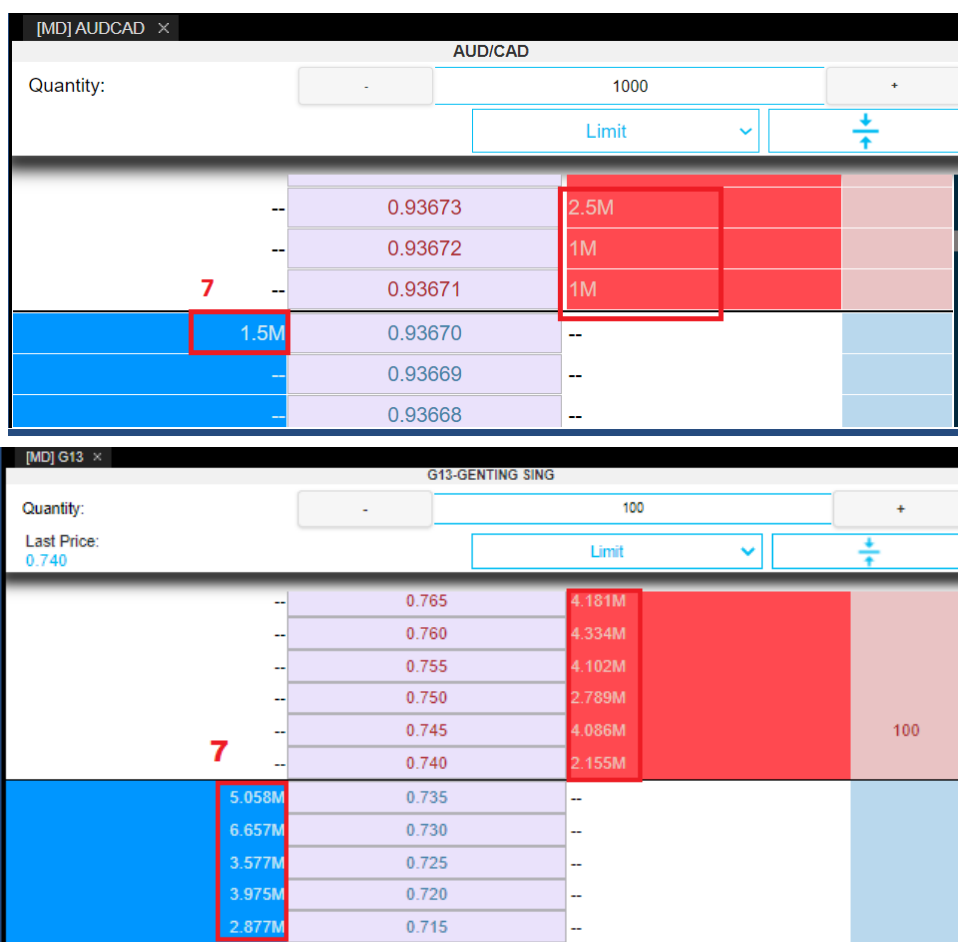 [MD] AUDCAD ×
AUD/CAD
Quantity: - 1000 +
Limit
-- 0.93673 2.5M
-- 0.93672 1M
7 -- 0.93671 1M
1.5M 0.93670 --
-- 0.93669 --
-- 0.93668 --
[MD] G13 ×
G13-GENTING SING
Quantity: - 100 +
Last Price:
0.740 Limit
-- 0.765 4.181M
-- 0.760 4.334M
-- 0.755 4.102M
-- 0.750 2.789M
-- 0.745 4.086M 100
7 -- 0.740 2.155M
5.058M 0.735 --
6.657M 0.730 --
3.577M 0.725 --
3.975M 0.720 --
2.877M 0.715 --